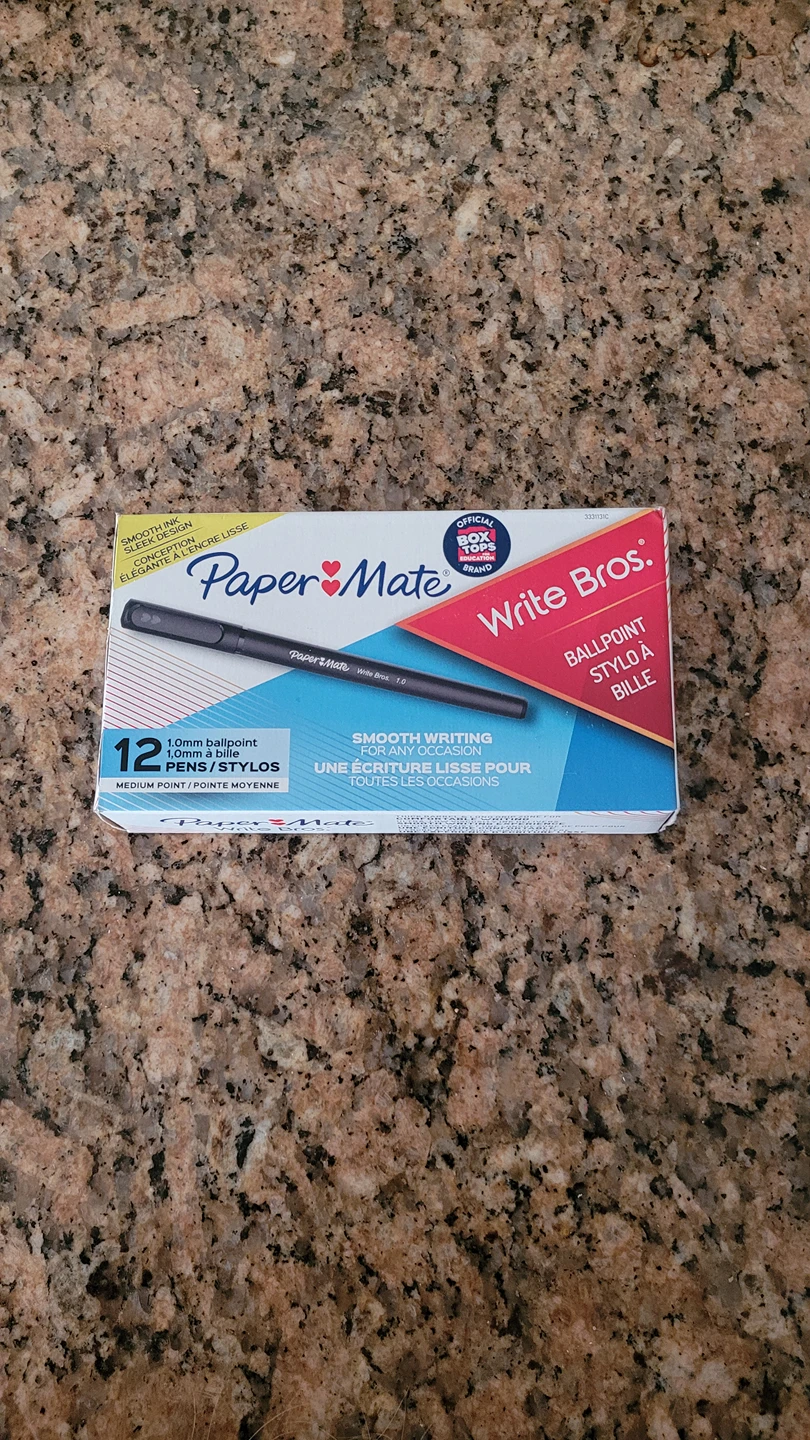 SMOOTH INK
SLEEK DESIGN
CONCEPTION
ÉLÉGANTE À L'ENCRE LISSE
Paper Mate®
OFFICIAL
BOX
TOPS
FOR
EDUCATION
BRAND
3331131C
Write Bros.®
BALLPOINT
STYLO À
BILLE
Paper Mate Write Bros. 1.0
12 1.0mm ballpoint
1,0mm à bille
PENS / STYLOS
MEDIUM POINT / POINTE MOYENNE
SMOOTH WRITING
FOR ANY OCCASION
UNE ÉCRITURE LISSE POUR
TOUTES LES OCCASIONS
Paper Mate
Write Bros.